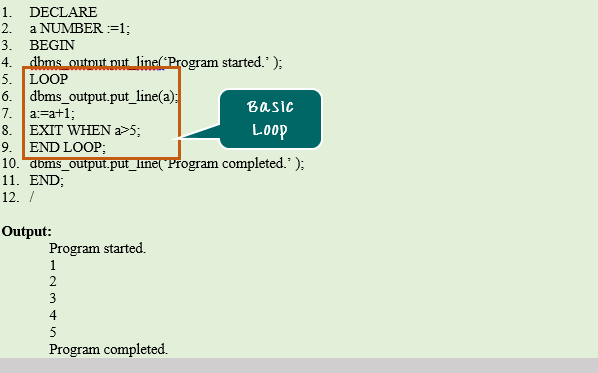 1. DECLARE
2. a NUMBER :=1;
3. BEGIN
4. dbms_output.put_line(‘Program started.’ );
5. LOOP
6. dbms_output.put_line(a);
7. a:=a+1;
8. EXIT WHEN a>5;
9. END LOOP;
10. dbms_output.put_line(‘Program completed.’ );
11. END;
12. /
Basic
Loop
Output:
Program started.
1
2
3
4
5
Program completed.